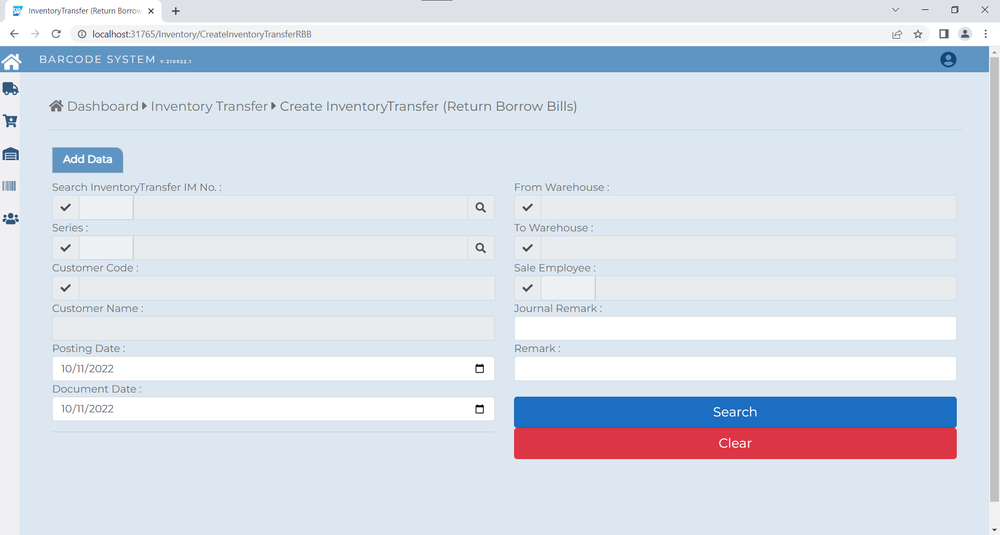 SAP InventoryTransfer (Return Borrow
localhost:31765/Inventory/CreateInventoryTransferRBB
BARCODE SYSTEM V.210922.1
Dashboard Inventory Transfer Create InventoryTransfer (Return Borrow Bills)
Add Data
Search InventoryTransfer IM No. :
Series :
Customer Code :
Customer Name :
Posting Date :
10/11/2022
Document Date :
10/11/2022
From Warehouse :
To Warehouse :
Sale Employee :
Journal Remark :
Remark :
Search
Clear